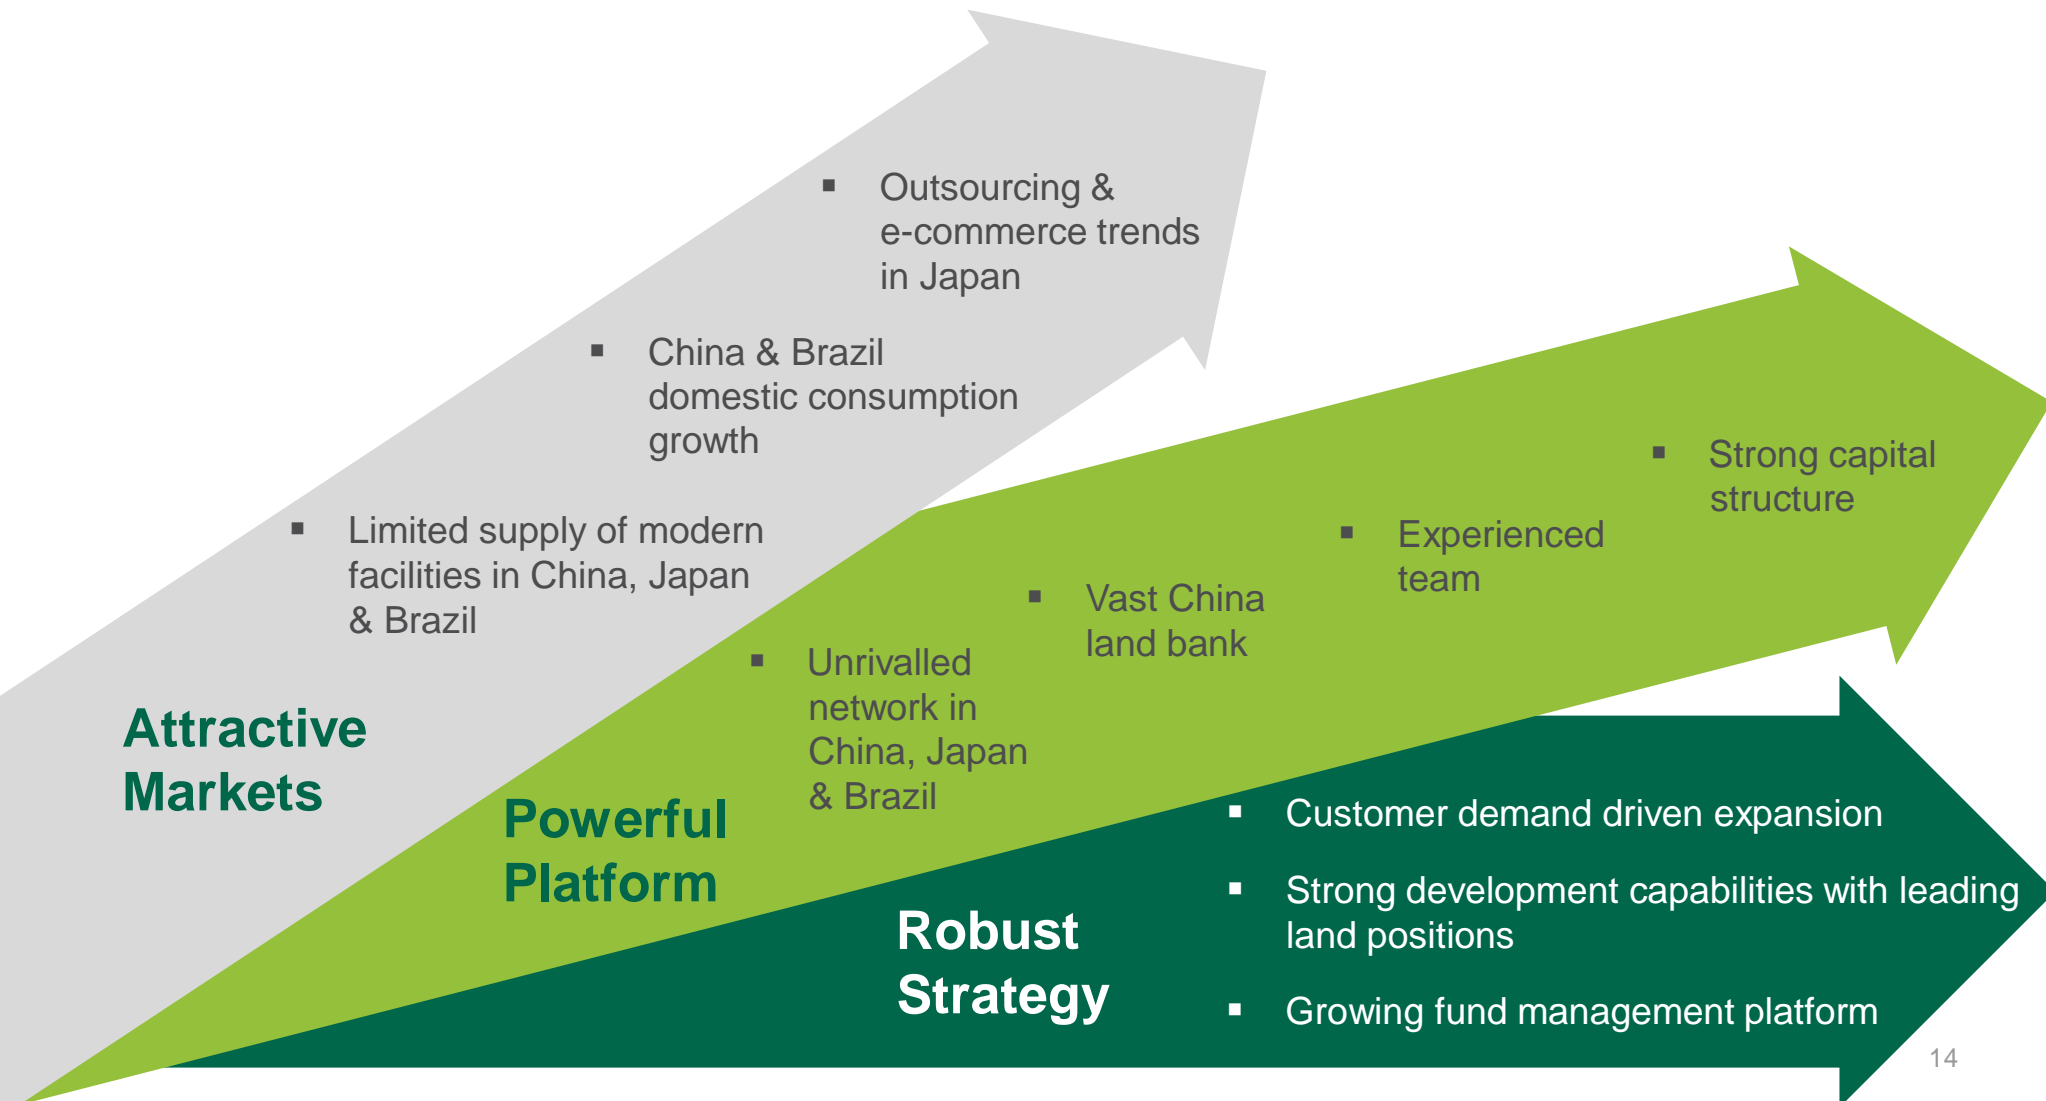 ▪ Outsourcing &
e-commerce trends
in Japan
▪ China & Brazil
domestic consumption
growth
▪ Limited supply of modern
facilities in China, Japan
& Brazil
Attractive
Markets
▪ Strong capital
structure
▪ Experienced
team
▪ Vast China
land bank
▪ Unrivalled
network in
China, Japan
& Brazil
Powerful
Platform
Robust
Strategy
▪ Customer demand driven expansion
▪ Strong development capabilities with leading
land positions
▪ Growing fund management platform
14